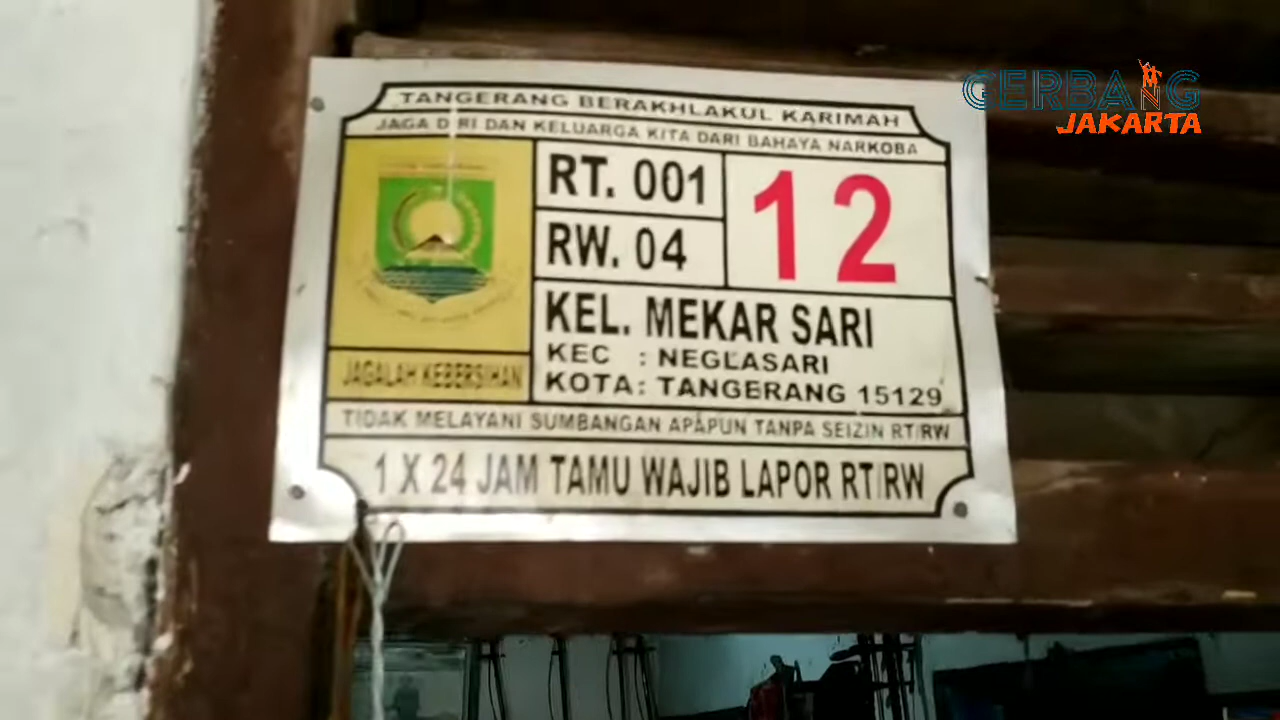 GERBANG
JAKARTA
TANGERANG BERAKHLAKUL KARIMAH
JAGA DIRI DAN KELUARGA KITA DARI BAHAYA NARKOBA
RT. 001
RW. 04
12
KEL. MEKAR SARI
KEC : NEGLASARI
KOTA : TANGERANG 15129
JAGALAH KEBERSIHAN
TIDAK MELAYANI SUMBANGAN APAPUN TANPA SEIZIN RT/RW
1 X 24 JAM TAMU WAJIB LAPOR RT/RW